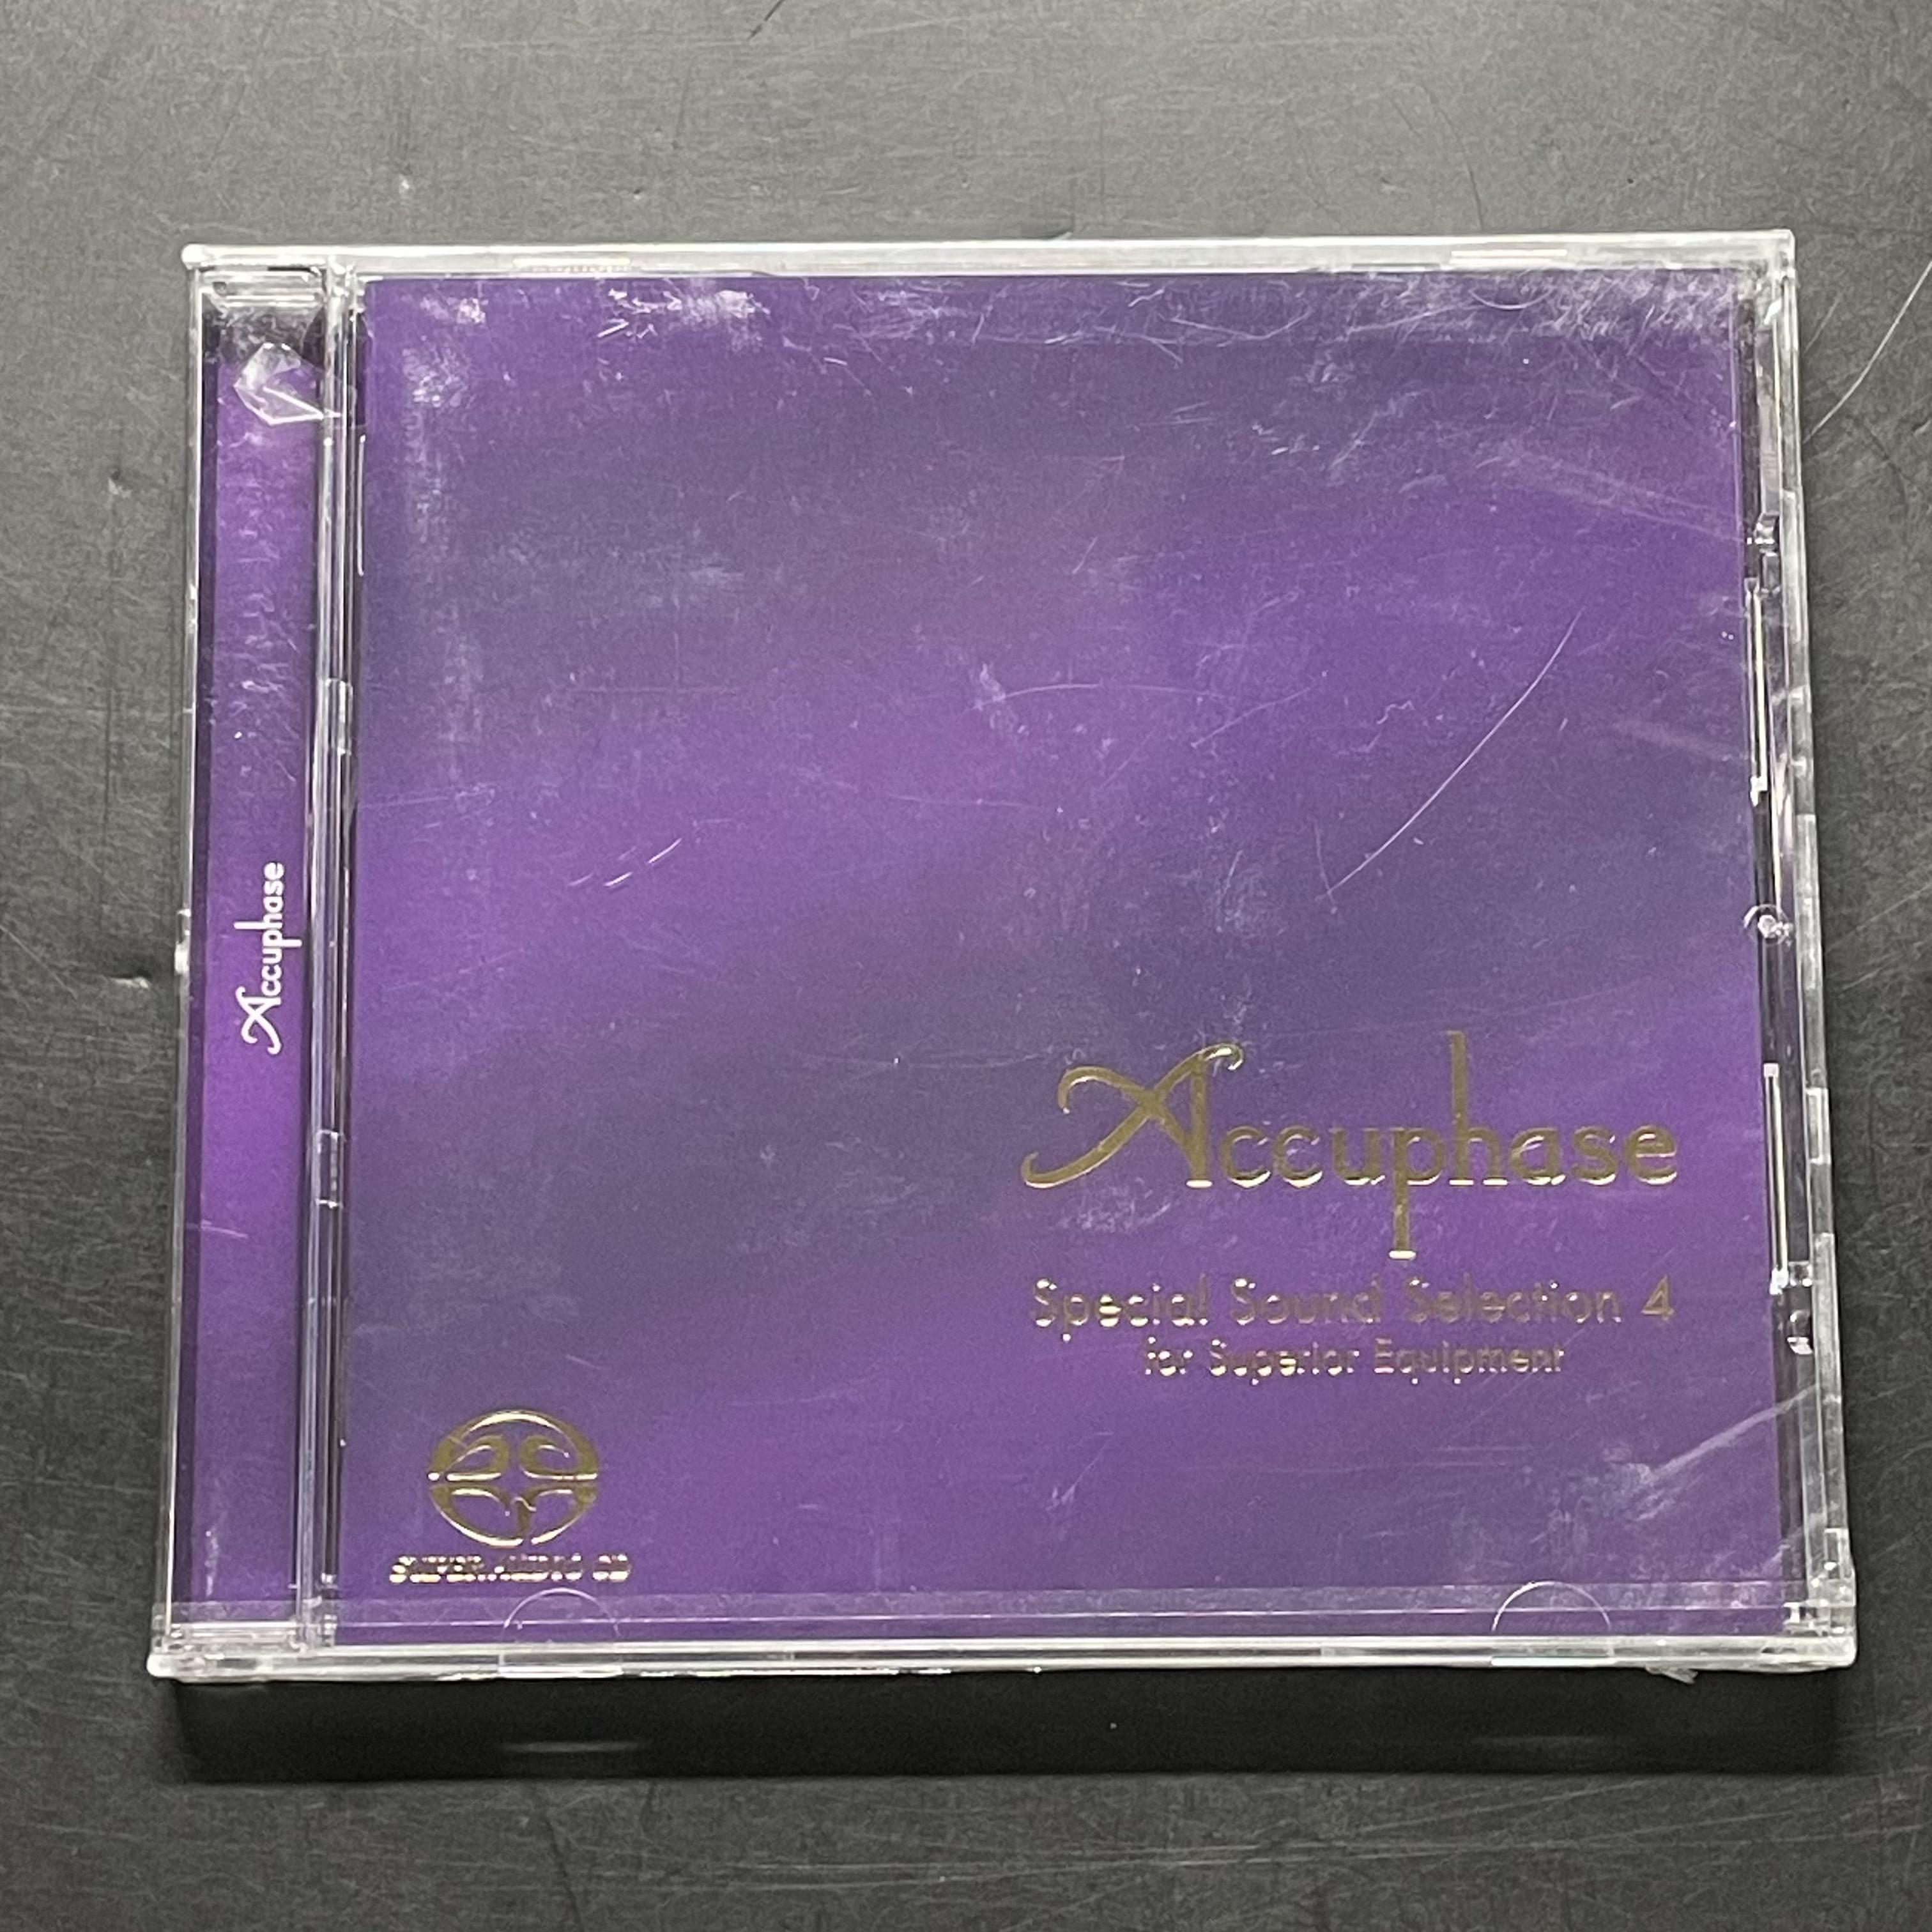 Accuphase
Accuphase
Special Sound Selection 4
for Superior Equipment
SUPER AUDIO CD